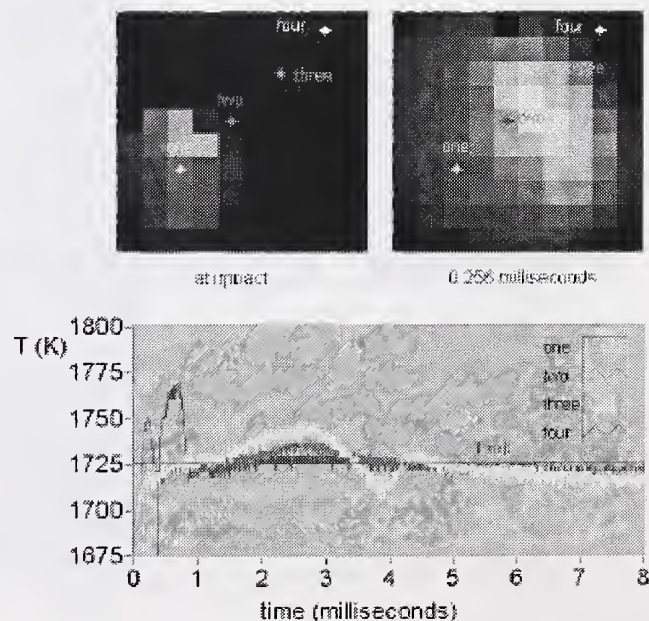 four
three
two
one
at impact
four
one
0.256 milliseconds
T (K)
1800
1775
1750
1725
1700
1675
one
two
three
four
0 1 2 3 4 5 6 7 8
time (milliseconds)